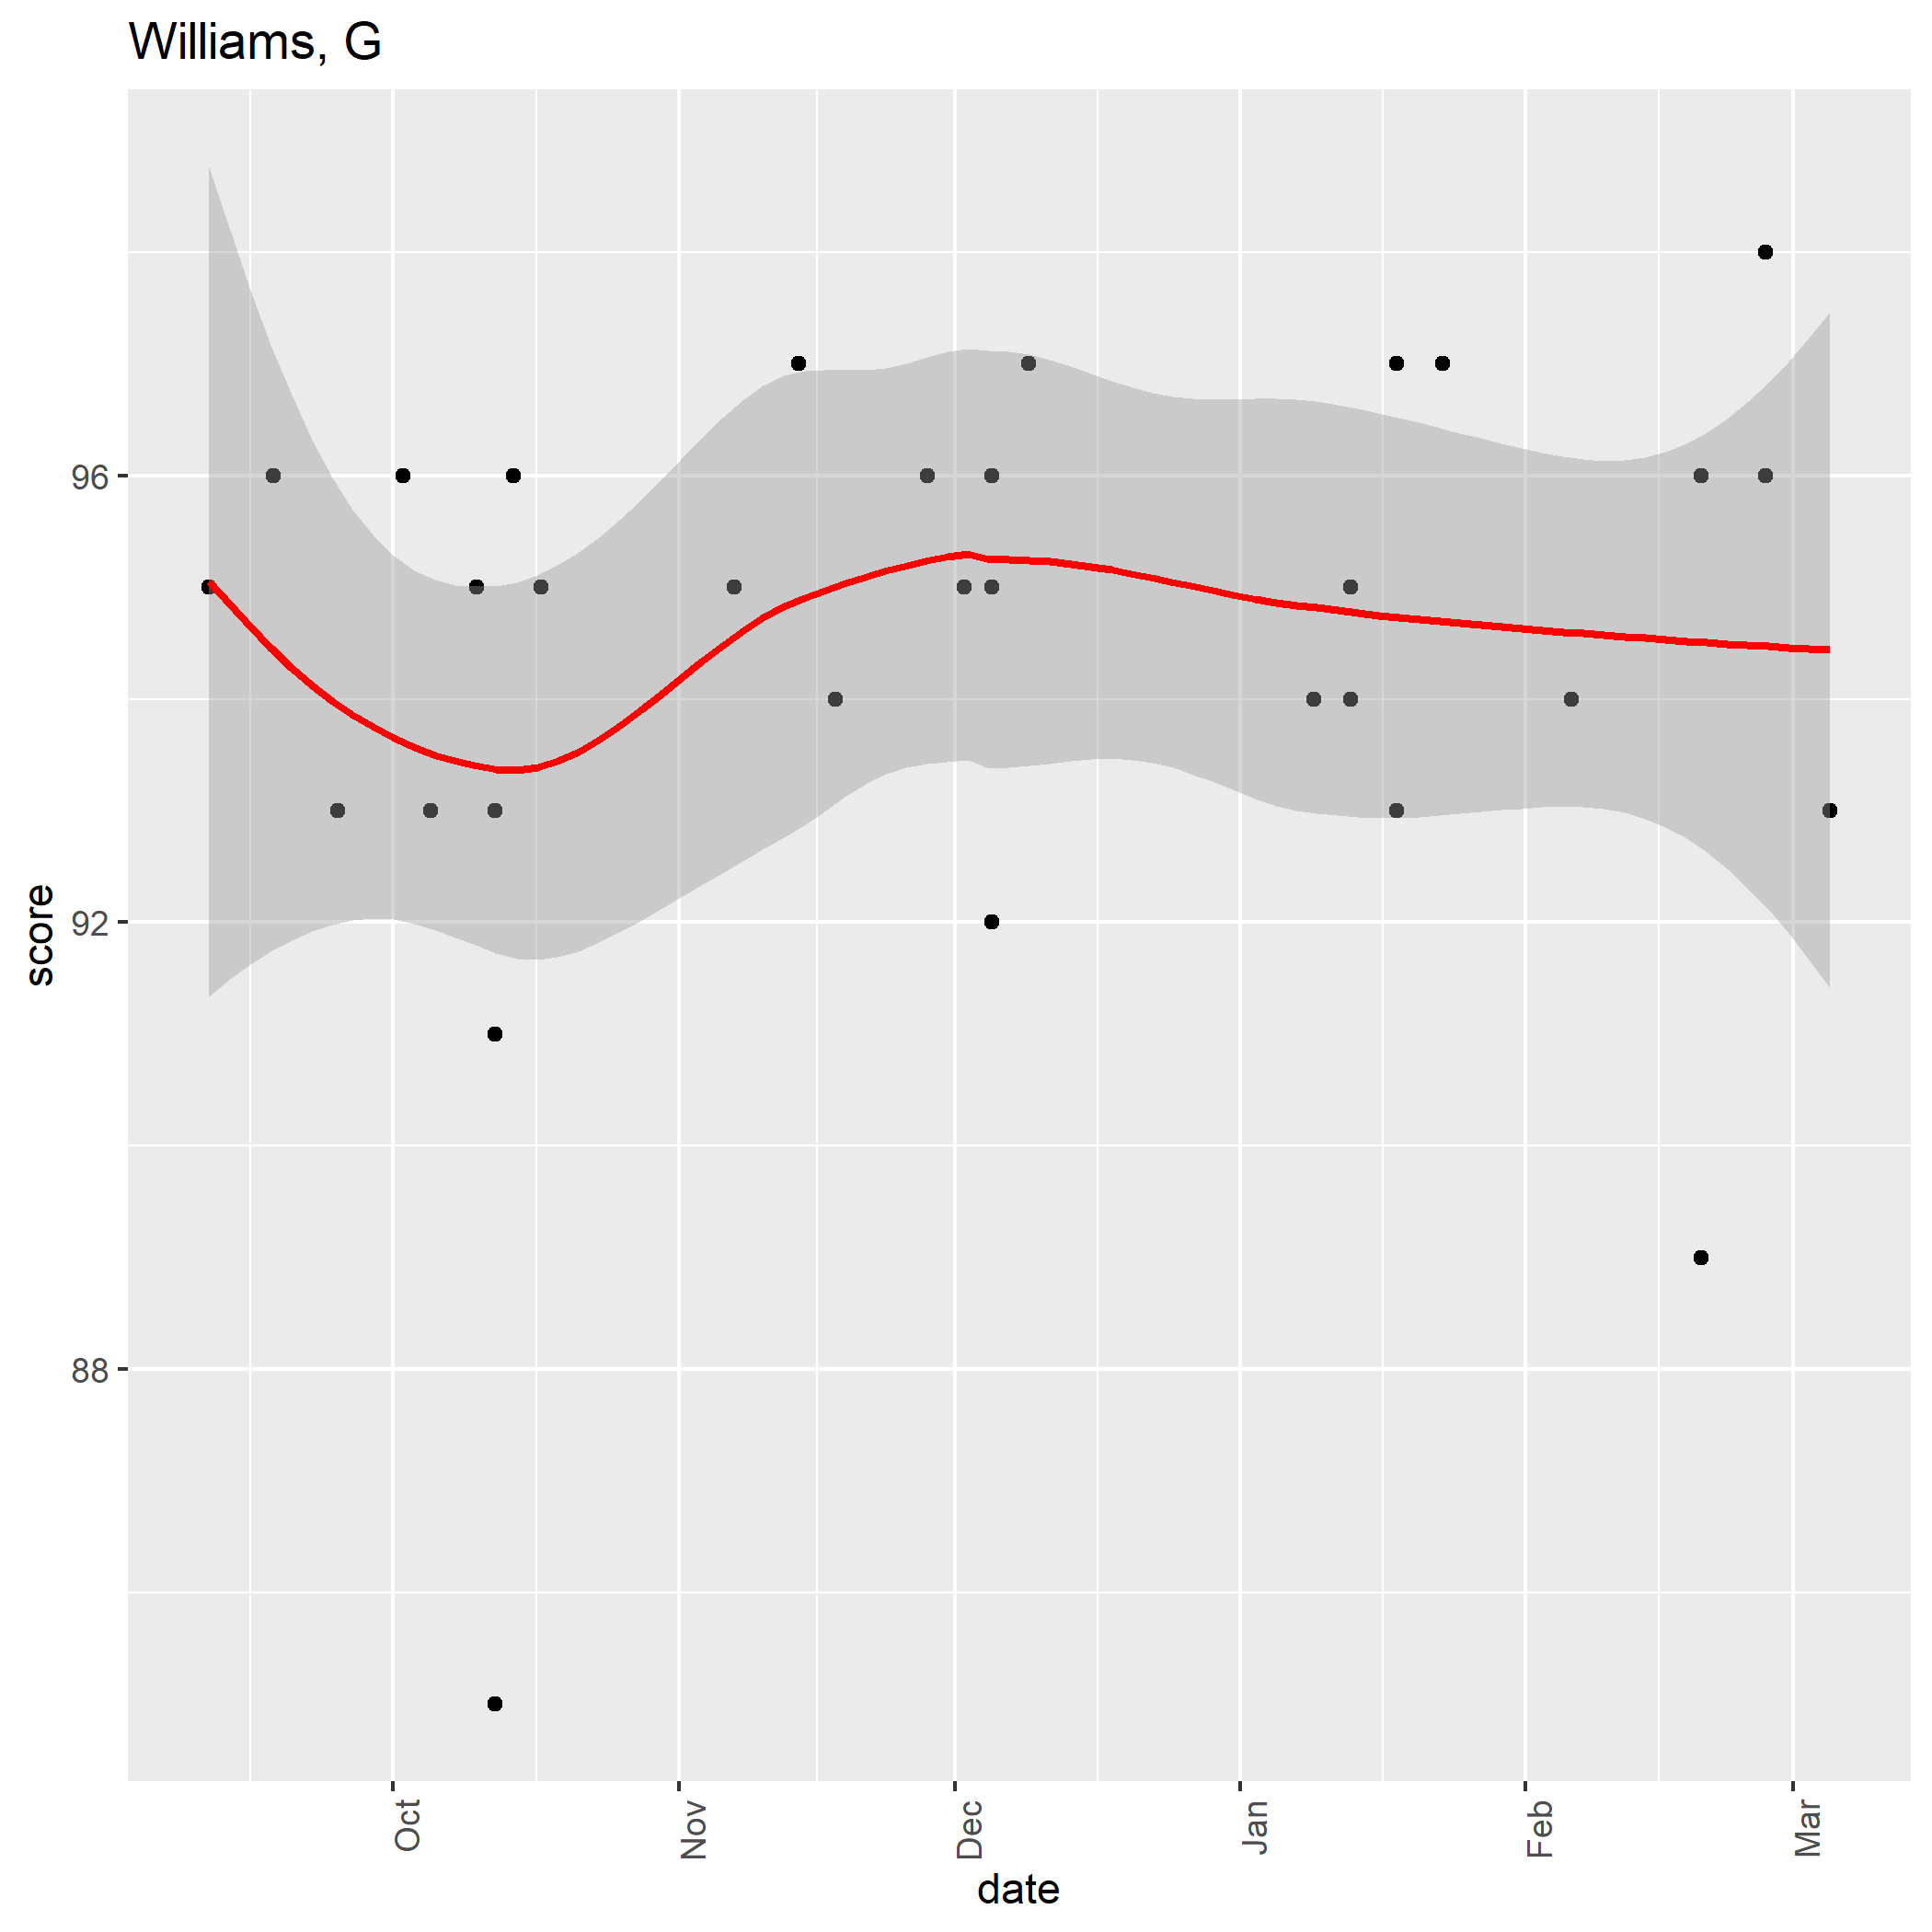 Williams, G
score
96
92
88
Oct
Nov
Dec
Jan
Feb
Mar
date